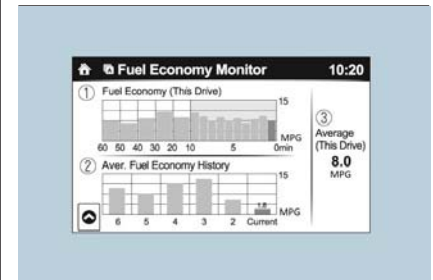 Fuel Economy Monitor 10:20
① Fuel Economy (This Drive)
15
MPG
60 50 40 30 20 10 5 0min
② Aver. Fuel Economy History
15
1.8
MPG
6 5 4 3 2 Current
③
Average
(This Drive)
8.0
MPG